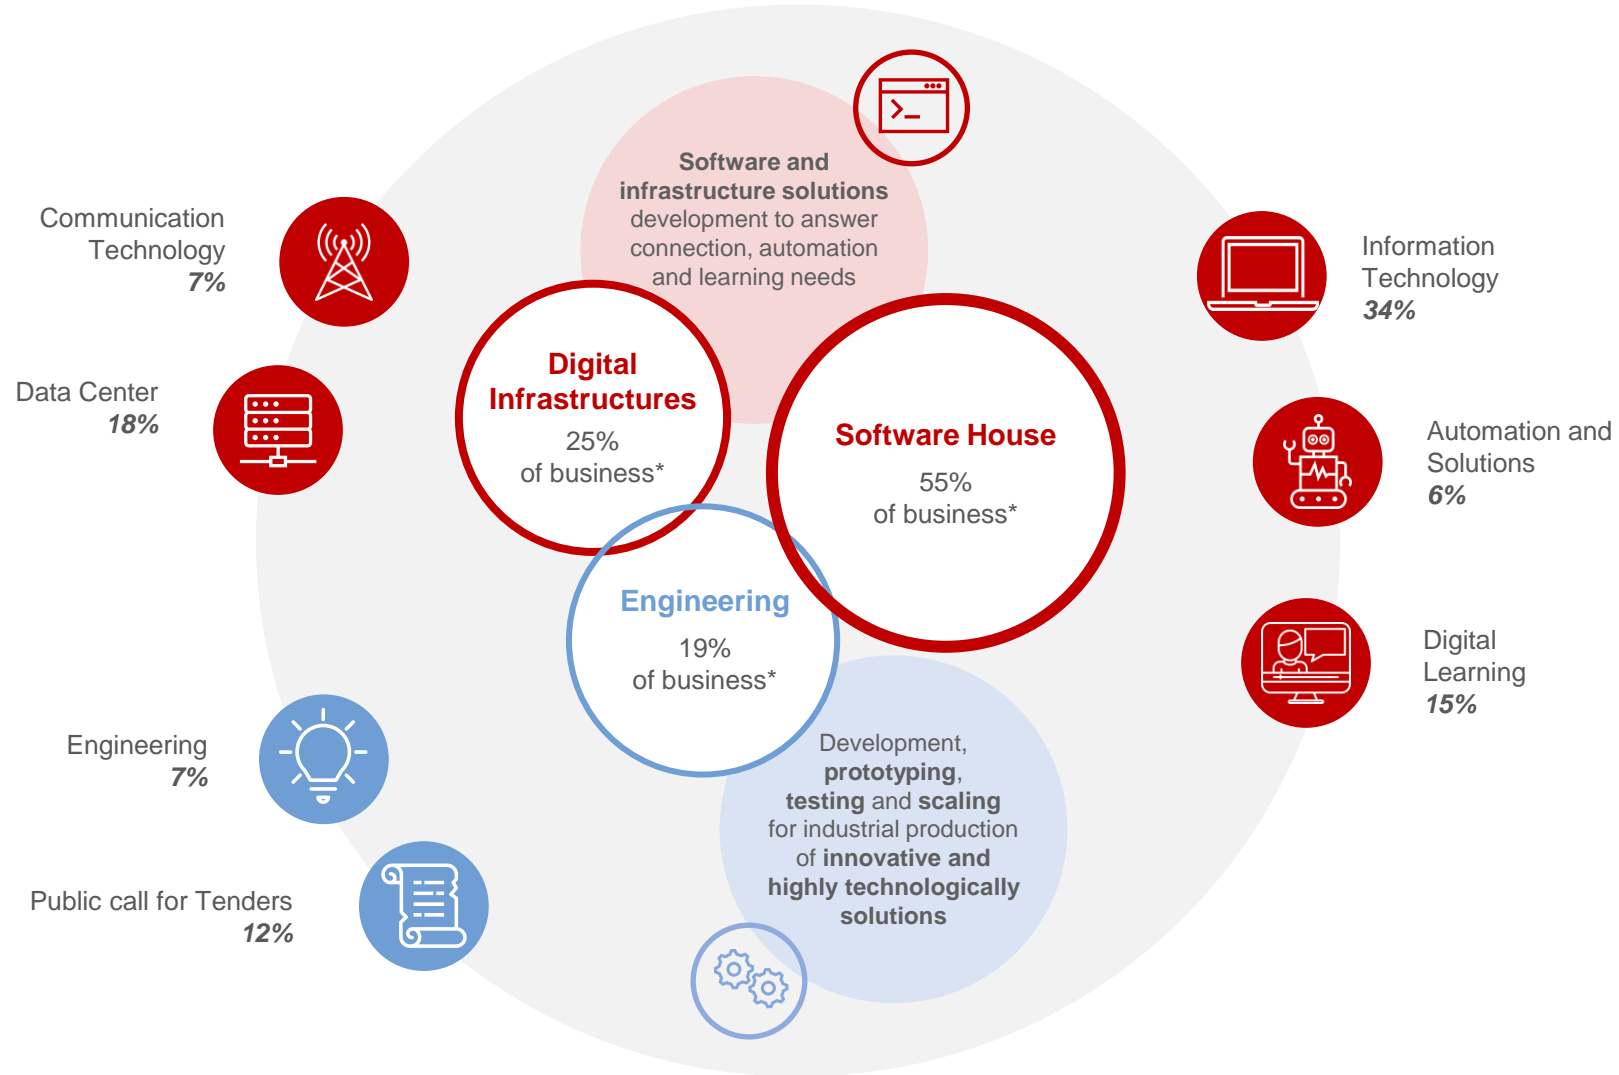 Software and
infrastructure solutions
development to answer
connection, automation
and learning needs
Communication
Technology
7%
Data Center
18%
Digital
Infrastructures
25%
of business*
Software House
55%
of business*
Engineering
19%
of business*
Information
Technology
34%
Automation and
Solutions
6%
Digital
Learning
15%
Engineering
7%
Public call for Tenders
12%
Development,
prototyping,
testing and scaling
for industrial production
of innovative and
highly technologically
solutions